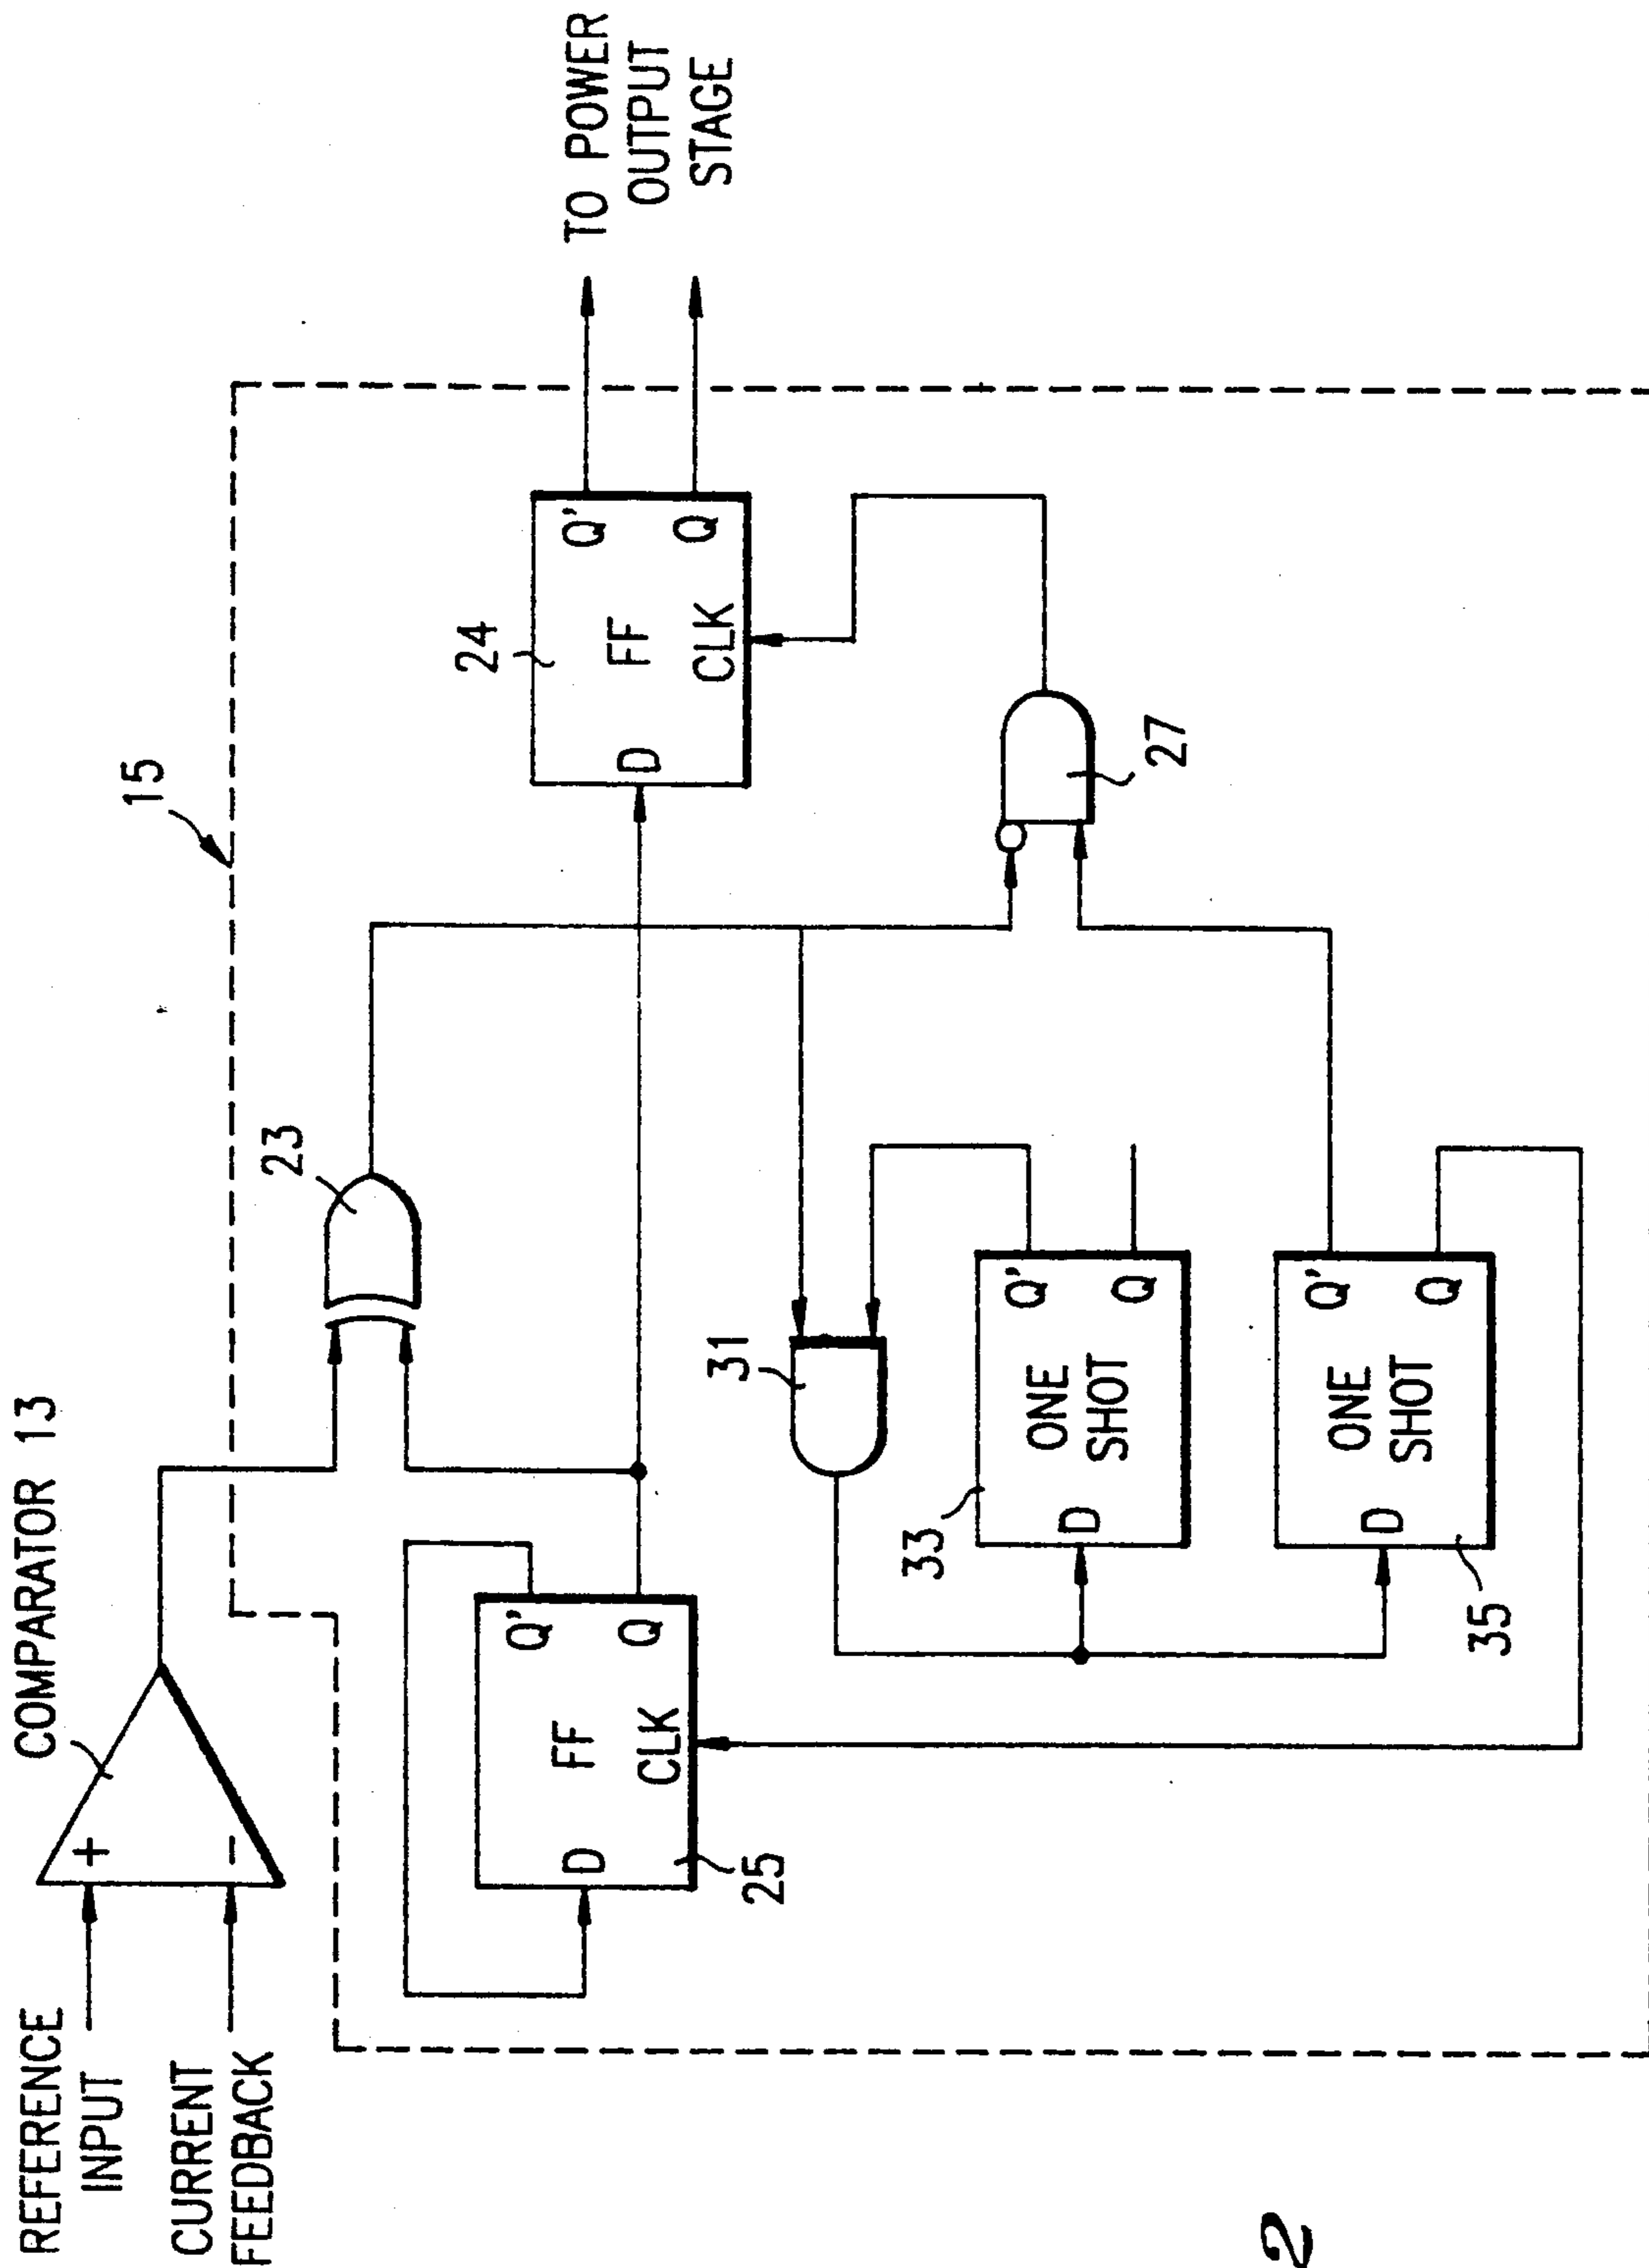 COMPARATOR 13
REFERENCE
INPUT
CURRENT
FEEDBACK
+
−
15
23
24
D
FF
Q'
Q
CLK
TO POWER
OUTPUT
STAGE
D
FF
Q'
Q
CLK
25
31
27
33
D
ONE
SHOT
Q'
Q
D
ONE
SHOT
Q'
Q
35
2